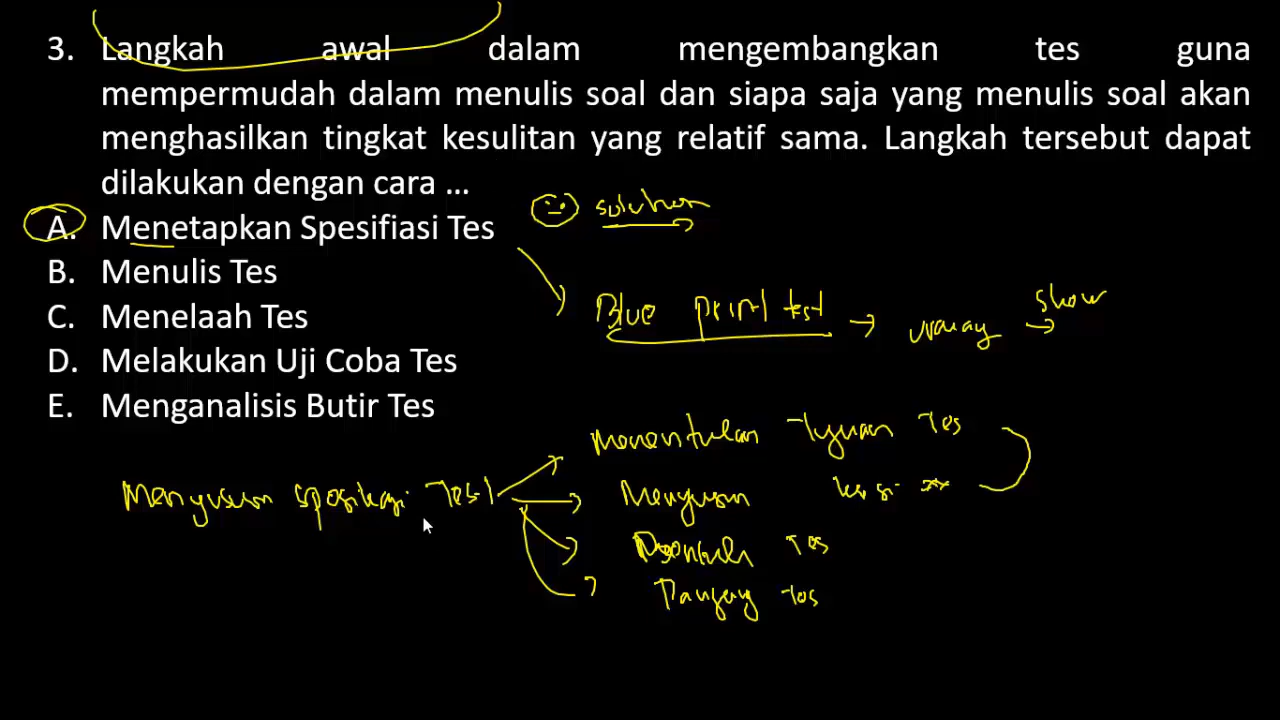 3. Langkah awal dalam mengembangkan tes guna
mempermudah dalam menulis soal dan siapa saja yang menulis soal akan
menghasilkan tingkat kesulitan yang relatif sama. Langkah tersebut dapat
dilakukan dengan cara ...
A. Menetapkan Spesifiasi Tes
B. Menulis Tes
C. Menelaah Tes
D. Melakukan Uji Coba Tes
E. Menganalisis Butir Tes
solution
Blue print test
show
Menentukan Tujuan Tes
Menyusun Test
Menyusun kisi **
Tes
Panjang Tes